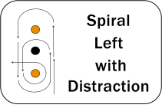 Spiral
Left
with
Distraction